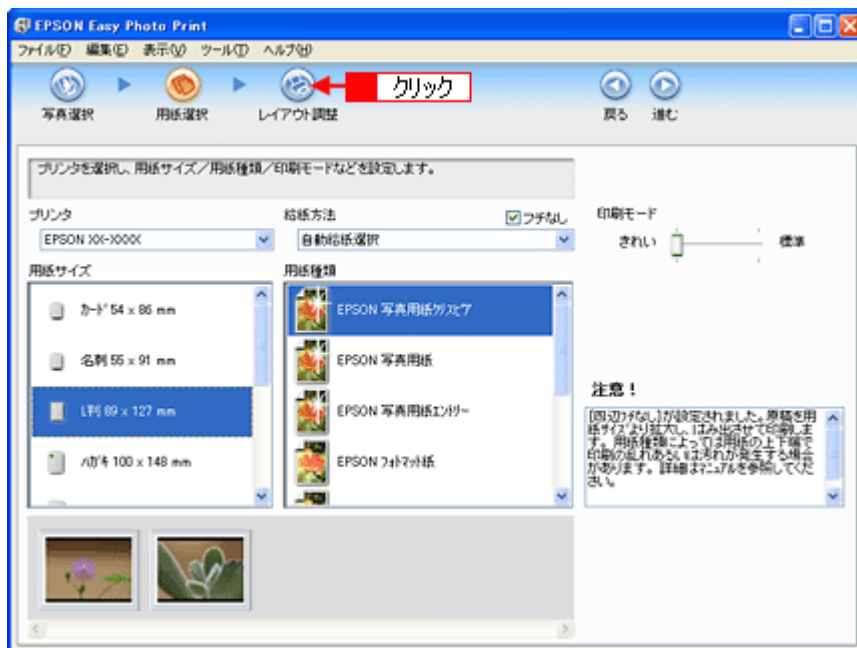 EPSON Easy Photo Print
ファイル(F) 編集(E) 表示(V) ツール(T) ヘルプ(H)
クリック
写真選択 用紙選択 レイアウト調整 戻る 進む
プリンタを選択し、用紙サイズ/用紙種類/印刷モードなどを設定します。
プリンタ 給紙方法 フチなし 印刷モード
EPSON XX-XXXX 自動給紙選択 きれい 標準
用紙サイズ 用紙種類
カード 54 x 86 mm
名刺 55 x 91 mm
L判 89 x 127 mm
ハガキ 100 x 148 mm
EPSON 写真用紙クリスピア
EPSON 写真用紙
EPSON 写真用紙エントリー
EPSON フォトマット紙
注意!
[四辺フチなし]が設定されました。原稿を用
紙サイズより拡大し、はみ出させて印刷しま
す。用紙種類によっては用紙の上下端で
印刷の乱れあるいは汚れが発生する場合
があります。詳細はマニュアルを参照してくだ
さい。